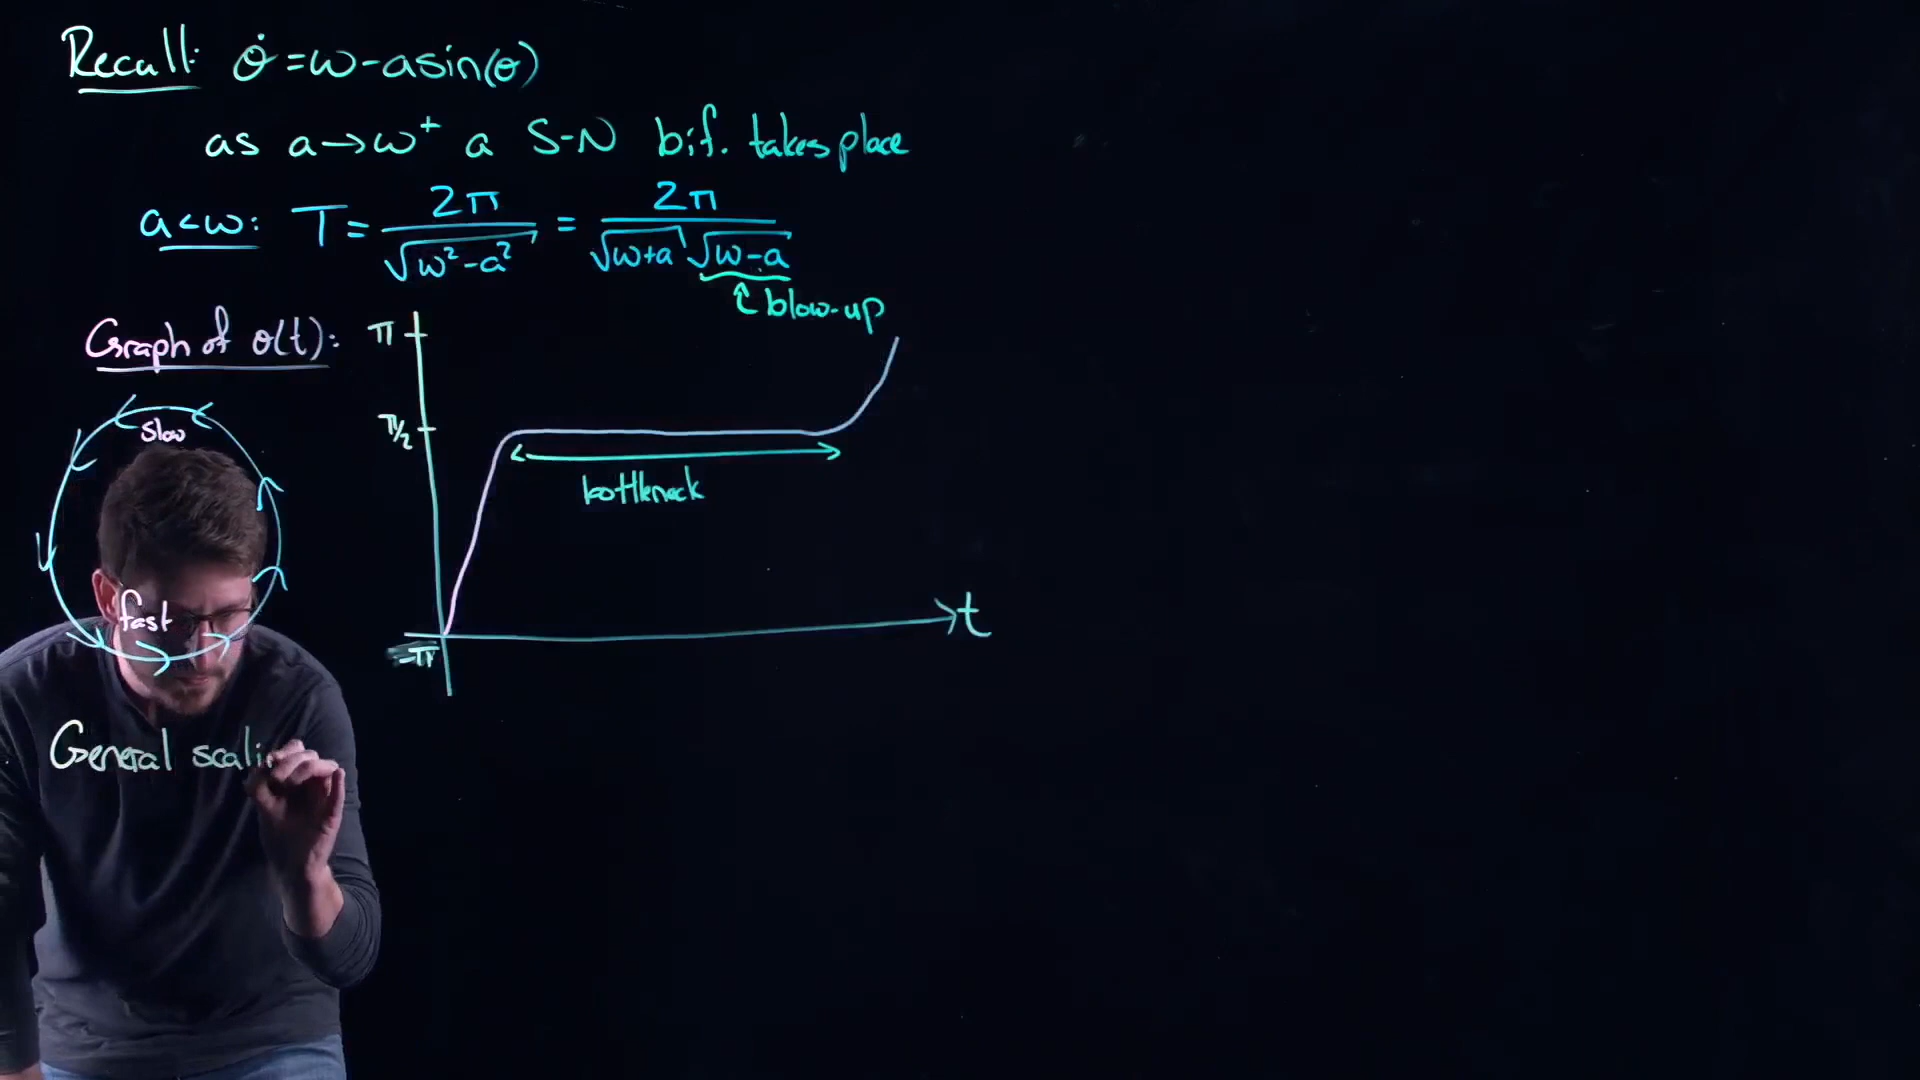 Recall: θ̇ = ω - a sin(θ)
as a → ω⁺ a S-N bif. takes place
a < ω: T = 2π / √(ω² - a²) = 2π / (√(ω+a) √(ω-a))
↑ blow-up
Graph of θ(t):
π
π/2
slow
bottleneck
fast
t
-π
General scali